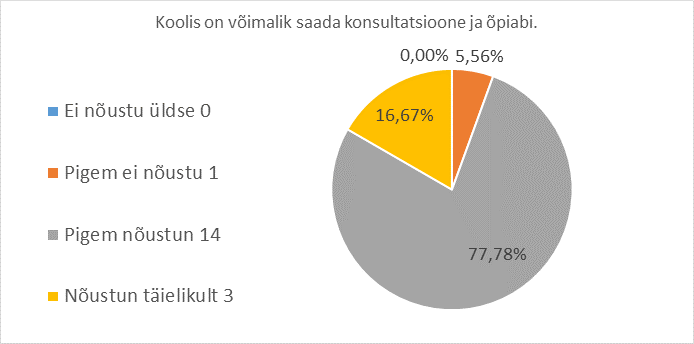 Koolis on võimalik saada konsultatsioone ja õpiabi.
0,00% 5,56%
Ei nõustu üldse 0
16,67%
Pigem ei nõustu 1
Pigem nõustun 14
77,78%
Nõustun täielikult 3